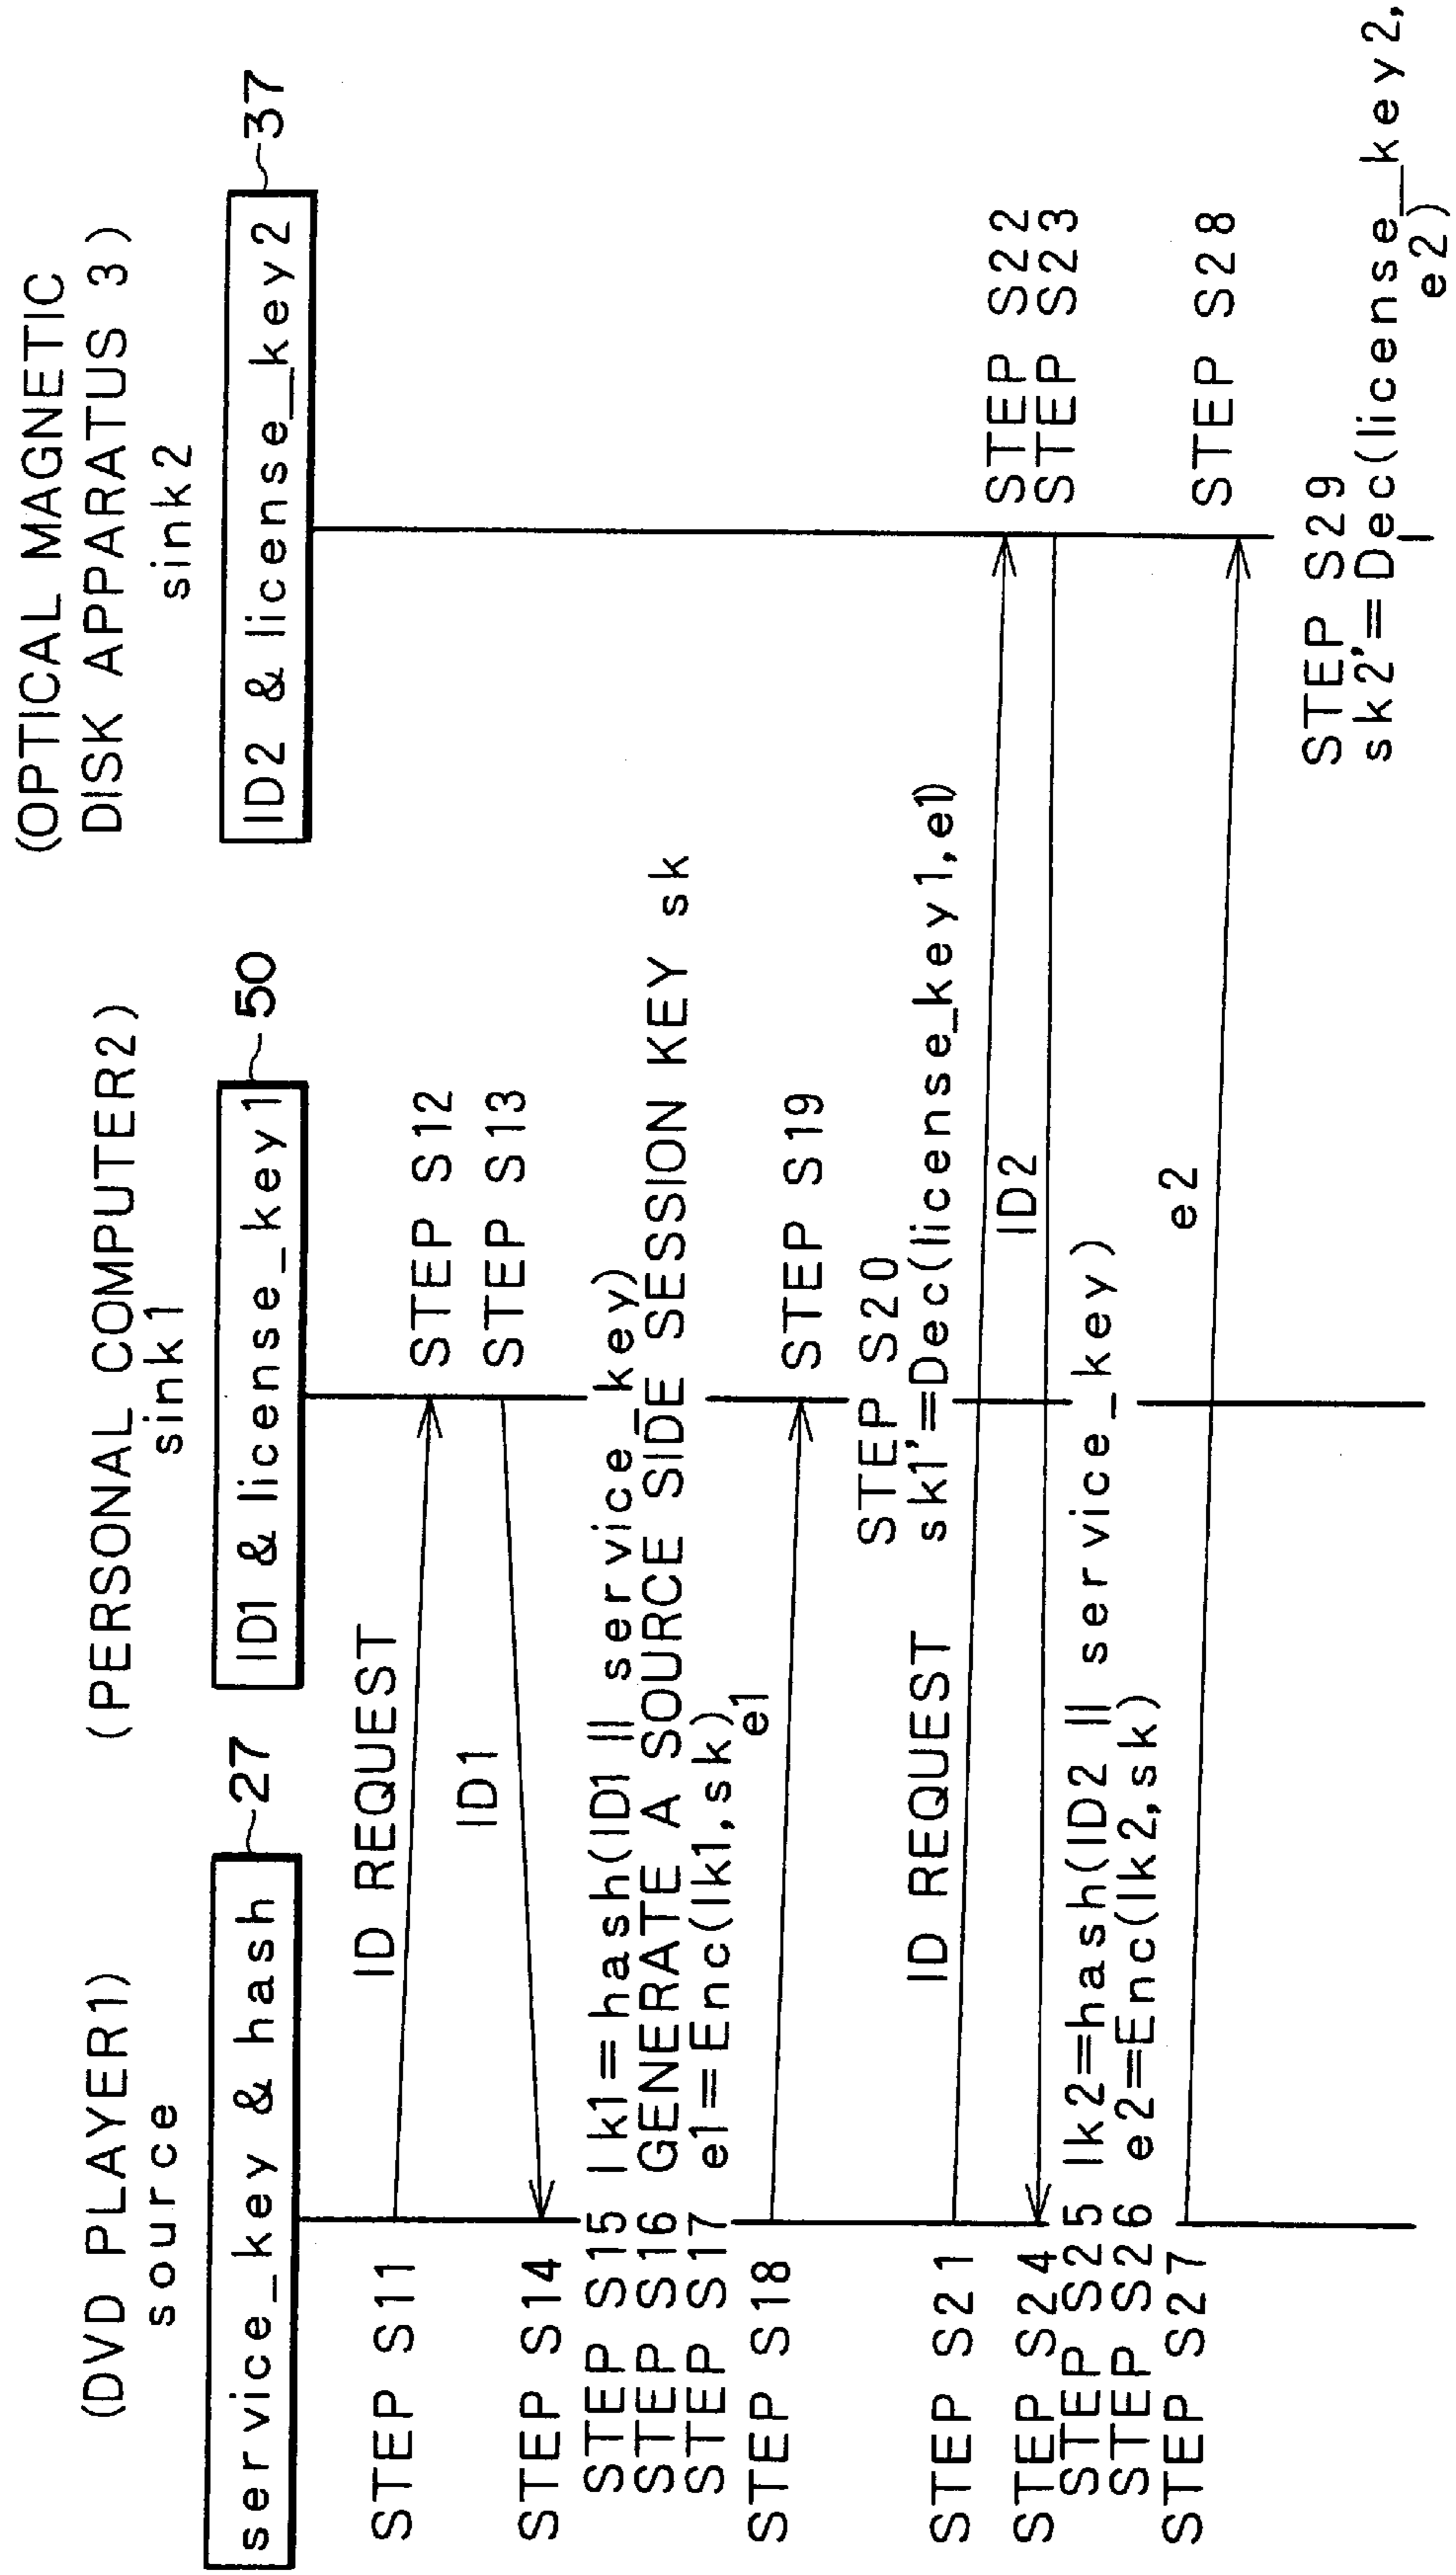 (DVD PLAYER1)
source
service_key & hash
27
(PERSONAL COMPUTER2)
sink1
ID1 & license_key1
50
(OPTICAL MAGNETIC
DISK APPARATUS 3)
sink2
ID2 & license_key2
37
STEP S11
ID REQUEST
STEP S12
ID1
STEP S13
STEP S14
STEP S15 lk1=hash(ID1 || service_key)
STEP S16 GENERATE A SOURCE SIDE SESSION KEY sk
STEP S17 e1=Enc(lk1,sk)
STEP S18
e1
STEP S19
STEP S20
sk1'=Dec(license_key1,e1)
STEP S21
ID REQUEST
STEP S22
ID2
STEP S23
STEP S24
STEP S25 lk2=hash(ID2 || service_key)
STEP S26 e2=Enc(lk2,sk)
STEP S27
e2
STEP S28
STEP S29
sk2'=Dec(license_key2,
e2)